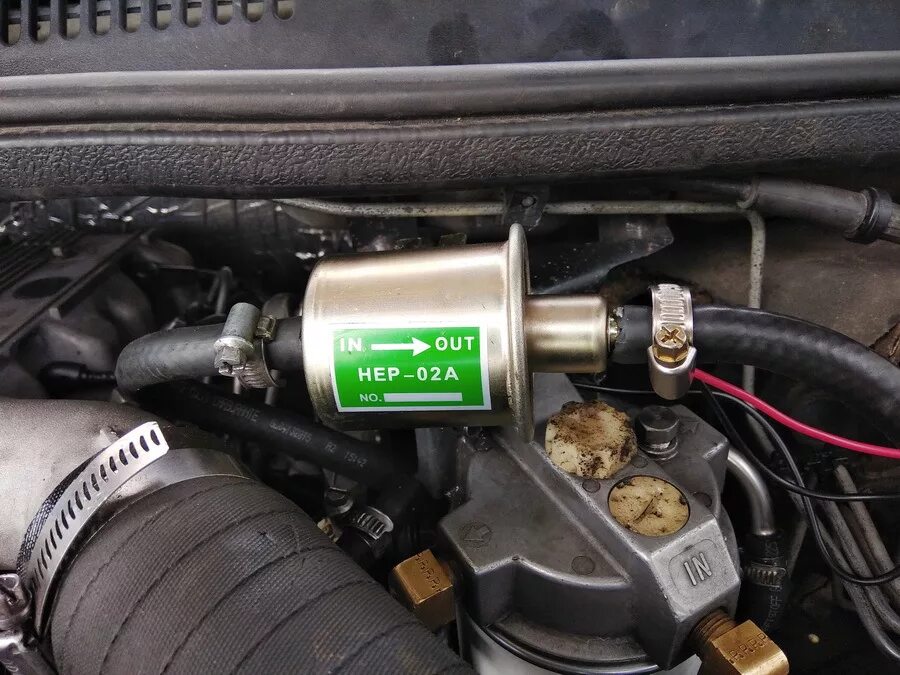 IN → OUT
HEP-02A
NO.
IN